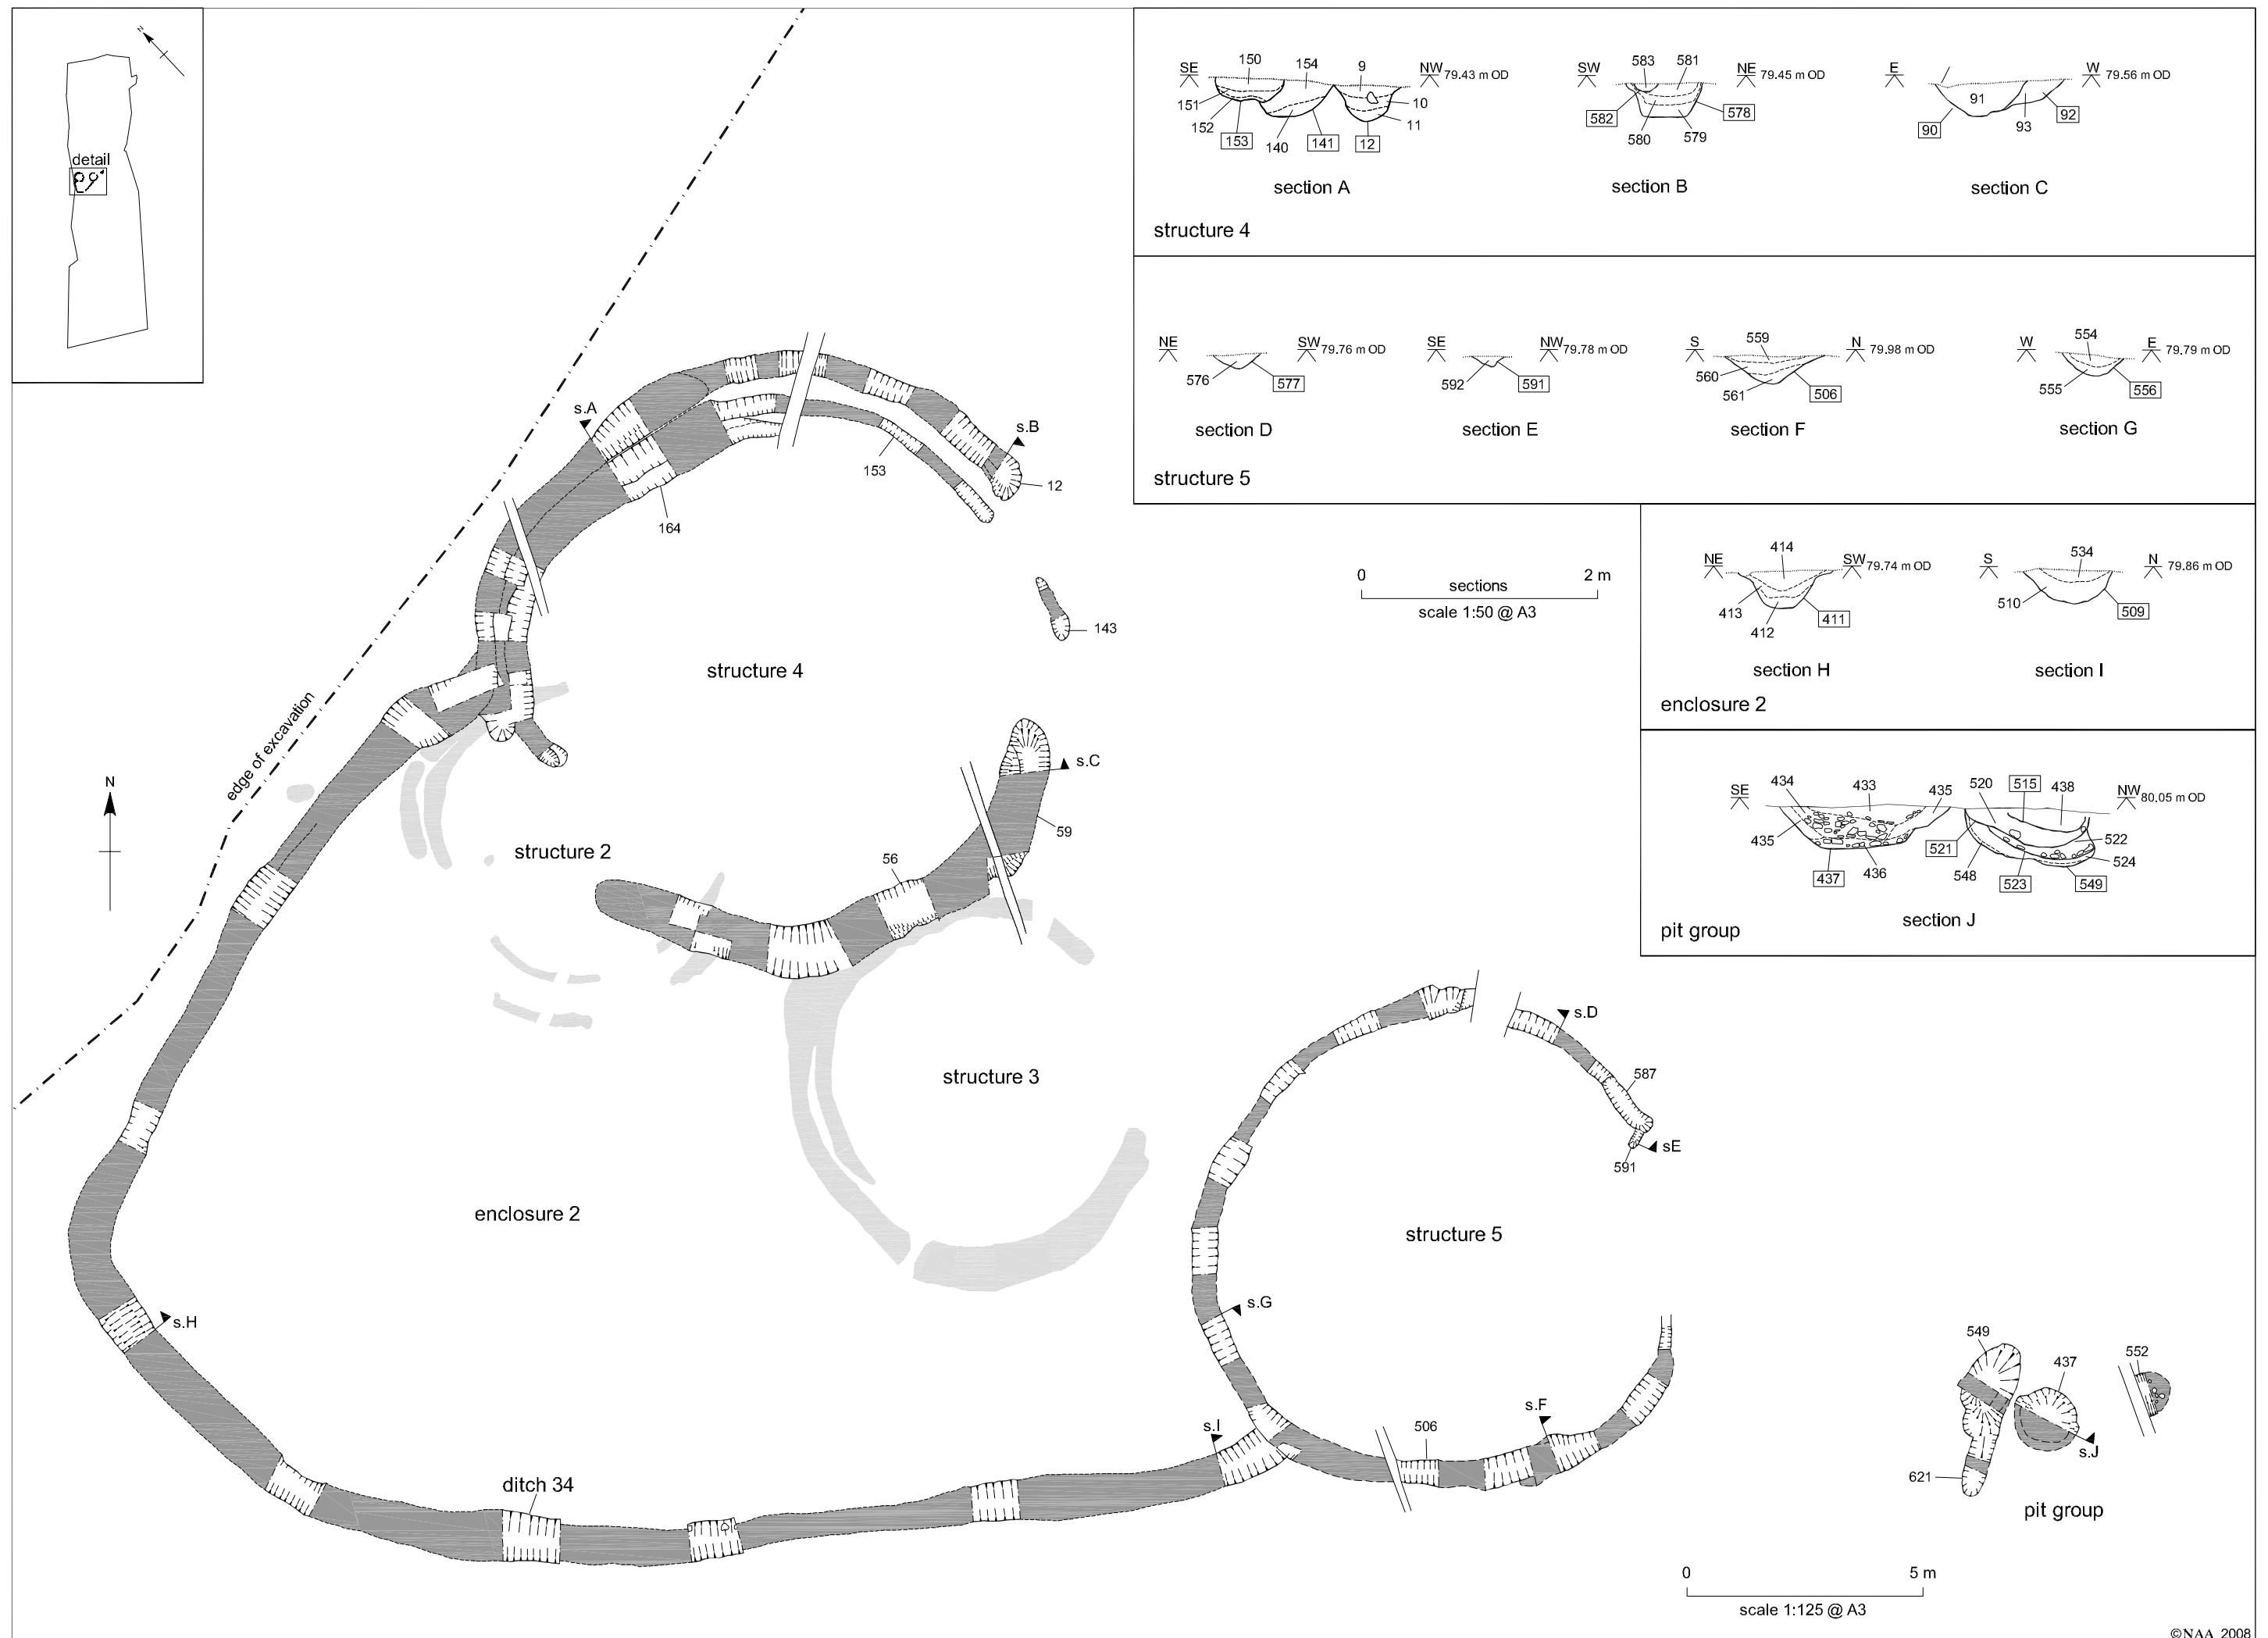 N
detail
SE
150
154
9
NW
79.43 m OD
151
10
152
11
153
140
141
12
section A
SW
583
581
NE
79.45 m OD
582
578
580
579
section B
E
W
79.56 m OD
91
90
93
92
section C
structure 4
NE
SW
79.76 m OD
576
577
section D
SE
NW
79.78 m OD
592
591
section E
S
559
N
79.98 m OD
560
561
506
section F
W
554
E
79.79 m OD
555
556
section G
structure 5
NE
414
SW
79.74 m OD
413
412
411
section H
S
534
N
79.86 m OD
510
509
section I
enclosure 2
SE
434
433
435
520
515
438
NW
80.05 m OD
435
437
436
521
548
523
522
524
549
section J
pit group
0
2 m
sections
scale 1:50 @ A3
s.A
s.B
153
12
164
143
structure 4
edge of excavation
N
s.C
59
56
structure 2
structure 3
s.D
587
sE
591
enclosure 2
structure 5
s.G
s.H
s.I
s.F
506
ditch 34
549
437
552
s.J
621
pit group
0
5 m
scale 1:125 @ A3
©NAA 2008